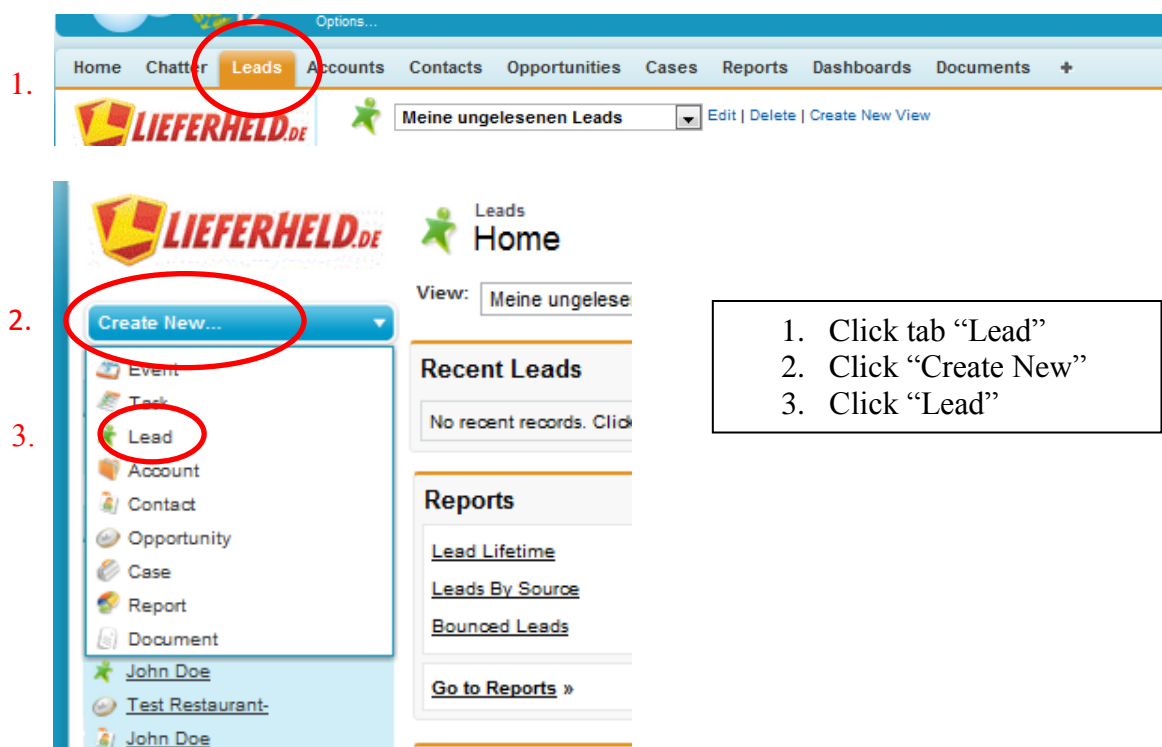 Options...
1.
Home Chatter Leads Accounts Contacts Opportunities Cases Reports Dashboards Documents +
LIEFERHELD.DE
Meine ungelesenen Leads
Edit | Delete | Create New View
LIEFERHELD.DE
Leads
Home
View: Meine ungelese
2.
Create New...
Event
Task
3.
Lead
Account
Contact
Opportunity
Case
Report
Document
John Doe
Test Restaurant-
John Doe
Recent Leads
No recent records. Click
Reports
Lead Lifetime
Leads By Source
Bounced Leads
Go to Reports »
1. Click tab “Lead”
2. Click “Create New”
3. Click “Lead”